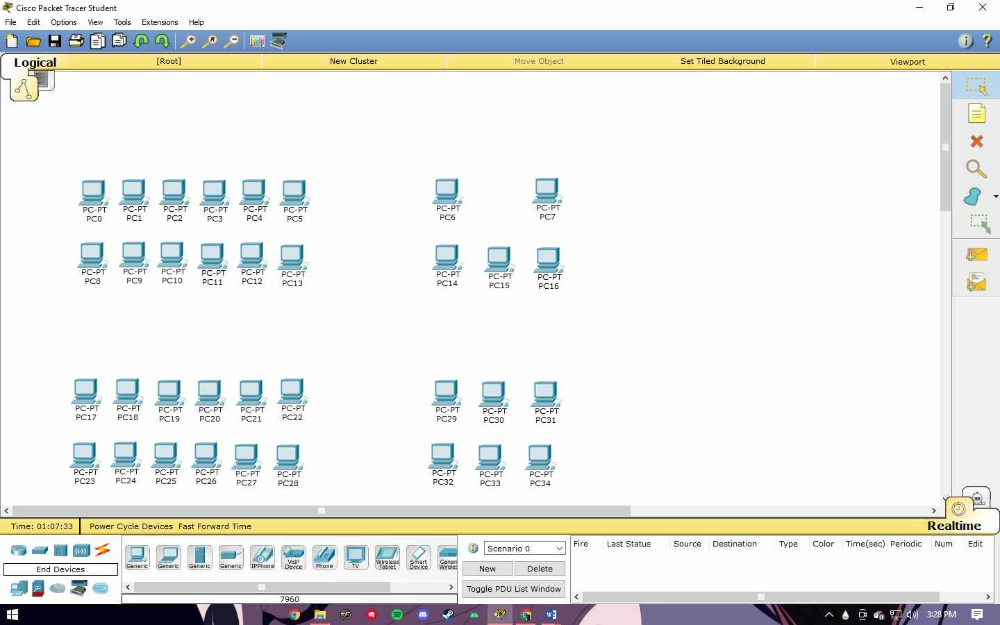 Cisco Packet Tracer Student
File Edit Options View Tools Extensions Help
Logical [Root] New Cluster Move Object Set Tiled Background Viewport
PC-PT PC-PT PC-PT PC-PT PC-PT PC-PT PC-PT PC-PT
PC0 PC1 PC2 PC3 PC4 PC5 PC6 PC7
PC-PT PC-PT PC-PT PC-PT PC-PT PC-PT PC-PT PC-PT PC-PT
PC8 PC9 PC10 PC11 PC12 PC13 PC14 PC15 PC16
PC-PT PC-PT PC-PT PC-PT PC-PT PC-PT PC-PT PC-PT PC-PT
PC17 PC18 PC19 PC20 PC21 PC22 PC29 PC30 PC31
PC-PT PC-PT PC-PT PC-PT PC-PT PC-PT PC-PT PC-PT PC-PT
PC23 PC24 PC25 PC26 PC27 PC28 PC32 PC33 PC34
Time: 01:07:33 Power Cycle Devices Fast Forward Time Realtime
End Devices
Generic Generic Generic Generic IPPhone VoIP Device Phone TV Wireless Tablet Smart Device Generi Wireles
7960
Scenario 0
New Delete
Toggle PDU List Window
Fire Last Status Source Destination Type Color Time(sec) Periodic Num Edit
3:28 PM